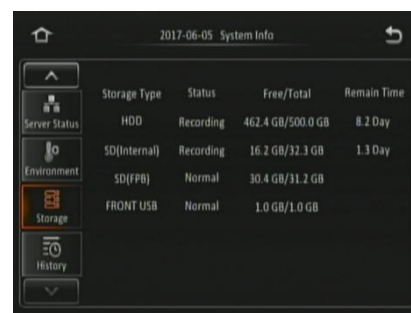 2017-06-05 System Info
Storage Type Status Free/Total Remain Time
Server Status
HDD Recording 462.4 GB/500.0 GB 8.2 Day
SD(Internal) Recording 16.2 GB/32.3 GB 1.3 Day
Environment
SD(FPB) Normal 30.4 GB/31.2 GB
Storage
FRONT USB Normal 1.0 GB/1.0 GB
History